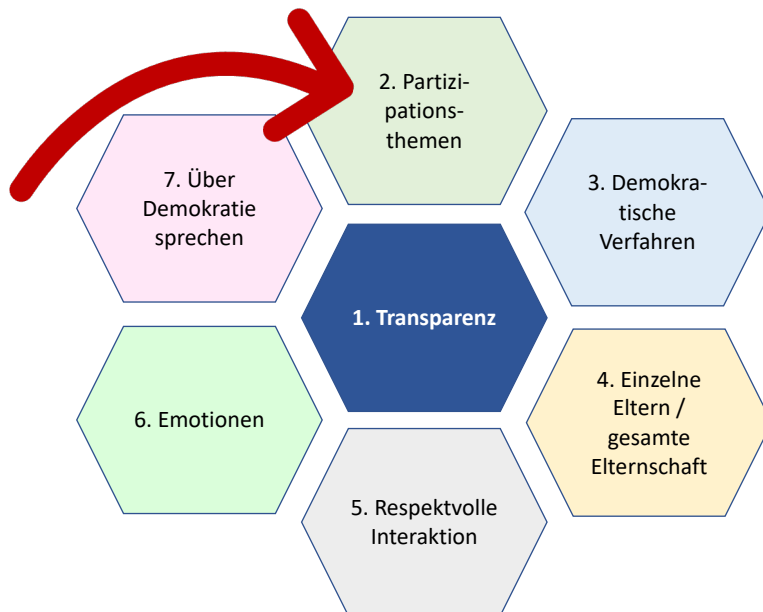 1. Transparenz
2. Partizi-
pations-
themen
3. Demokra-
tische
Verfahren
4. Einzelne
Eltern /
gesamte
Elternschaft
5. Respektvolle
Interaktion
6. Emotionen
7. Über
Demokratie
sprechen